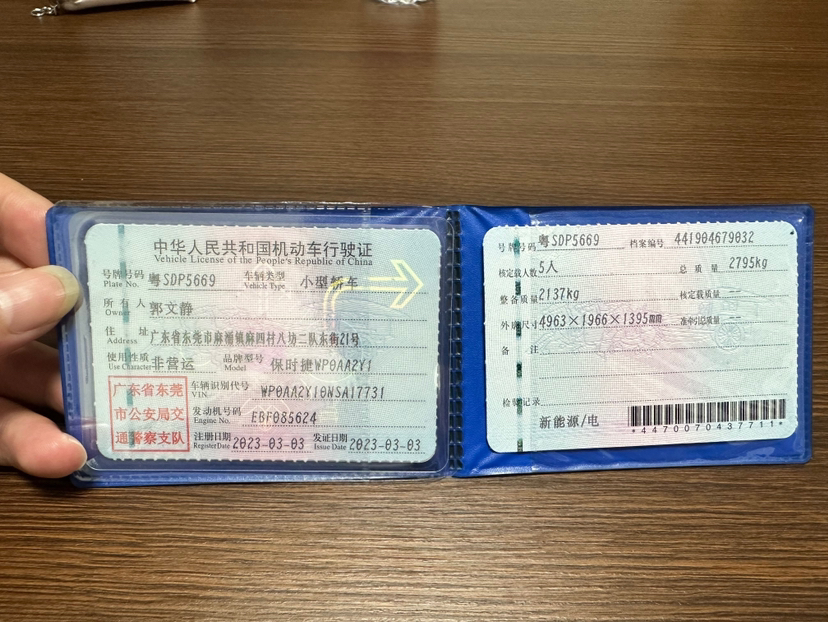 中华人民共和国机动车行驶证
Vehicle License of the People's Republic of China
号牌号码 粤SDP5669 车辆类型 小型轿车
Plate No. Vehicle Type
所有人 郭文静
Owner
住址 广东省东莞市麻涌镇麻四村八坊二队东街21号
Address
使用性质 非营运 品牌型号 保时捷WP0AA2Y1
Use Character Model
广东省东莞
市公安局交
通警察支队
车辆识别代号 WP0AA2Y10NSA17731
VIN
发动机号码 EBF085624
Engine No.
注册日期 2023-03-03 发证日期 2023-03-03
Register Date Issue Date
号牌号码 粤SDP5669 档案编号 441904679032
核定载人数 5人 总质量 2795kg
整备质量 2137kg 核定载质量 --
外廓尺寸 4963×1966×1395mm 准牵引总质量 --
备注
检验记录
新能源/电
*4470070437711*